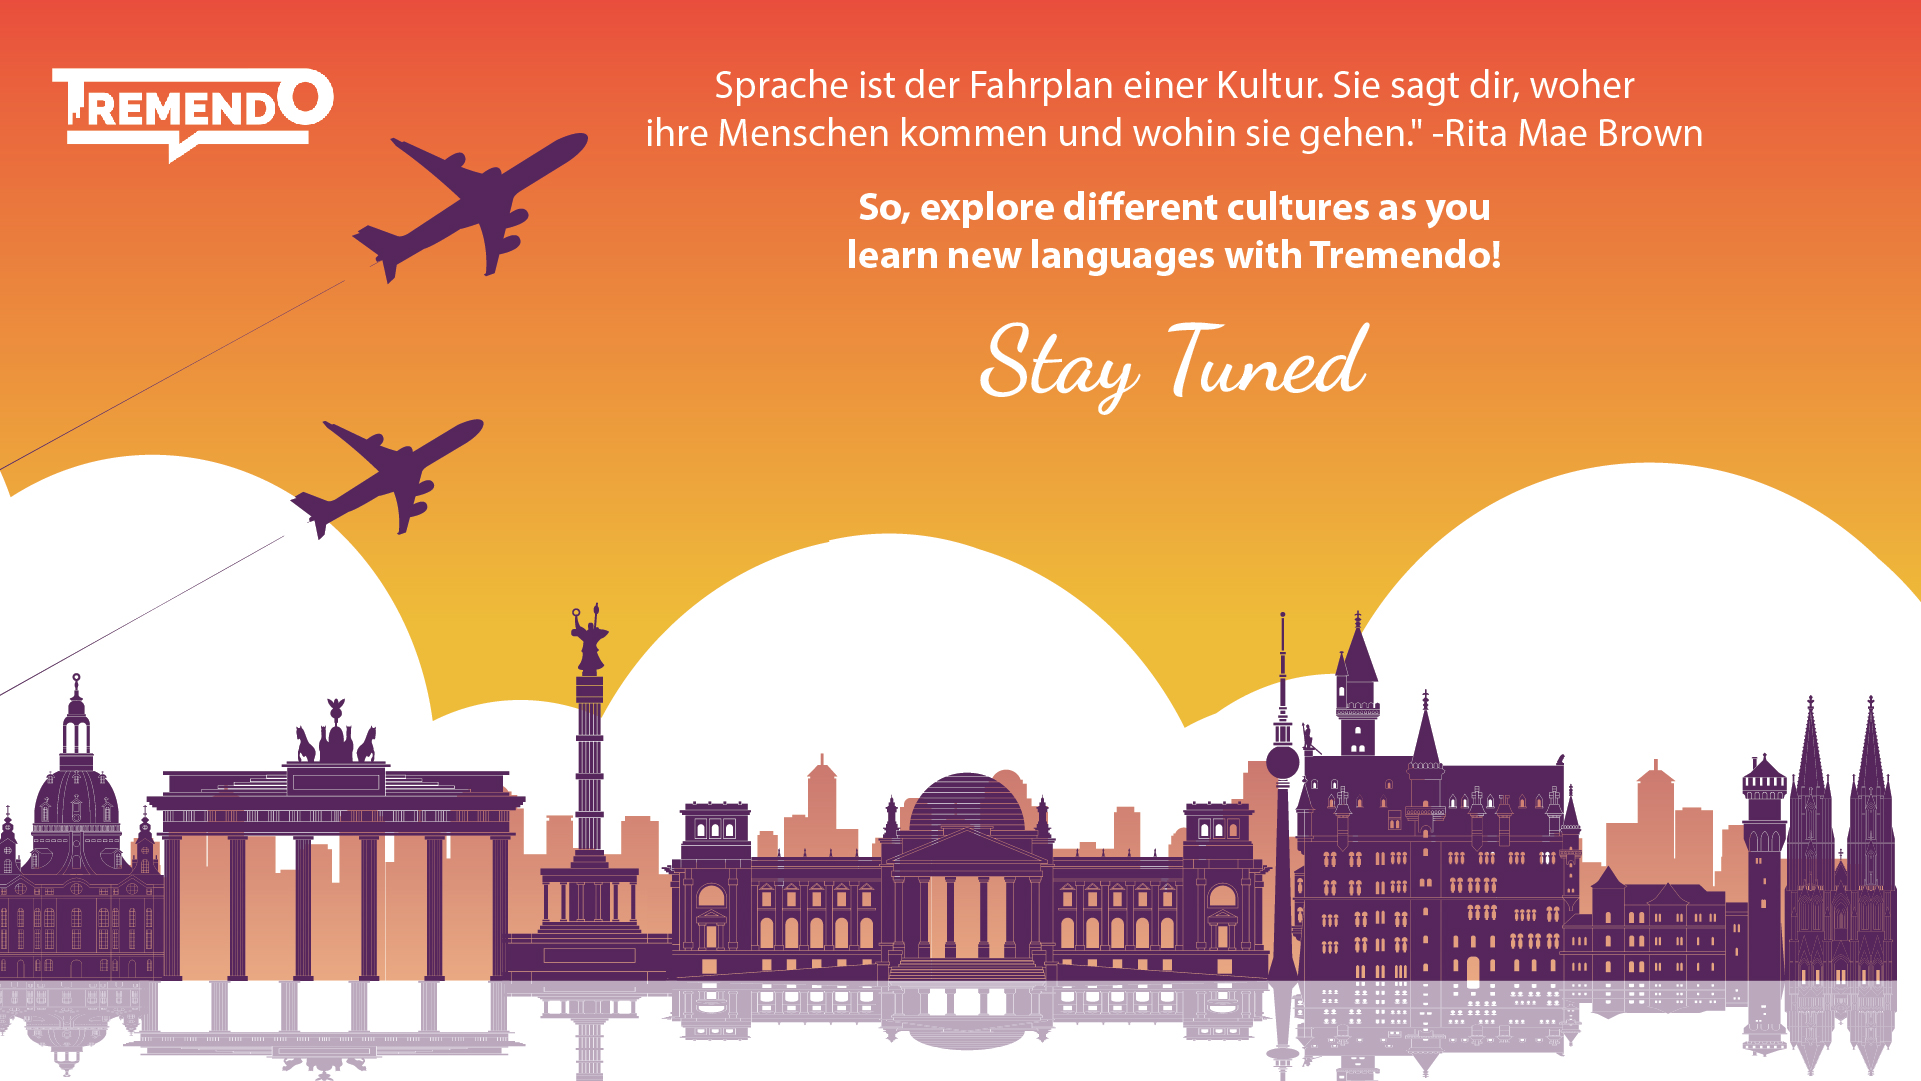 TREMENDO
Sprache ist der Fahrplan einer Kultur. Sie sagt dir, woher
ihre Menschen kommen und wohin sie gehen." -Rita Mae Brown
So, explore different cultures as you
learn new languages with Tremendo!
Stay Tuned